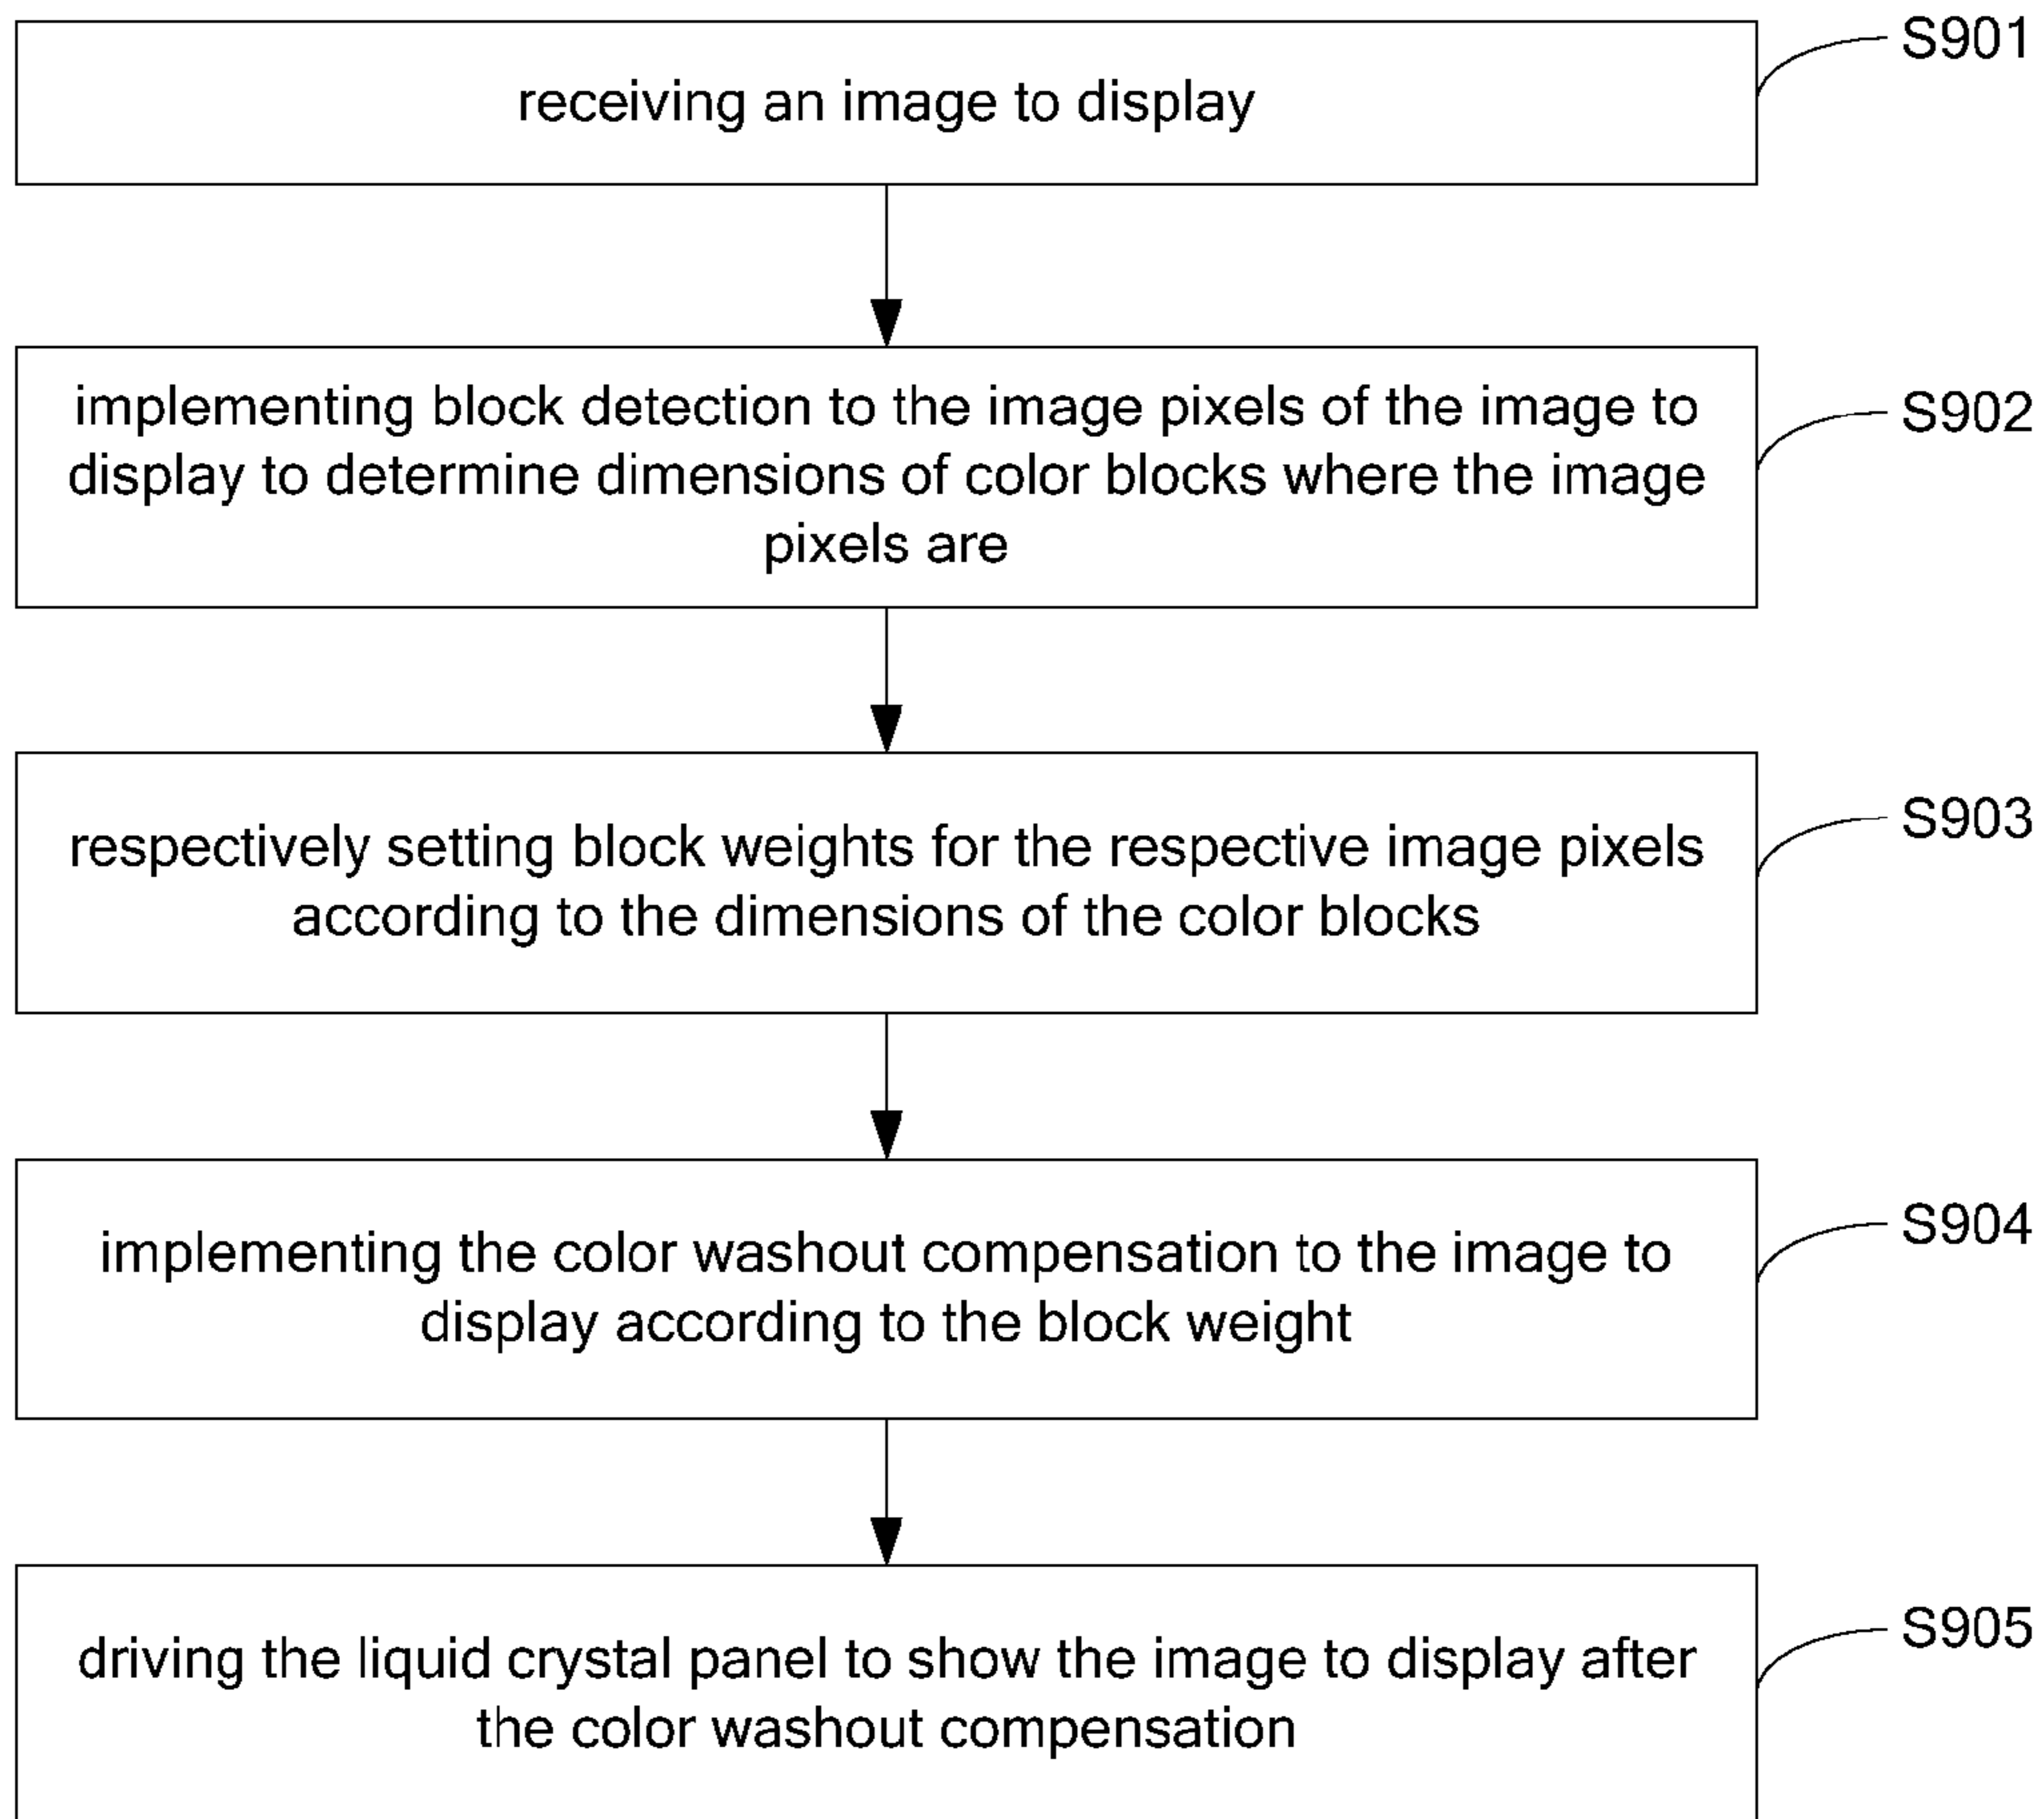 S901
receiving an image to display
S902
implementing block detection to the image pixels of the image to
display to determine dimensions of color blocks where the image
pixels are
S903
respectively setting block weights for the respective image pixels
according to the dimensions of the color blocks
S904
implementing the color washout compensation to the image to
display according to the block weight
S905
driving the liquid crystal panel to show the image to display after
the color washout compensation